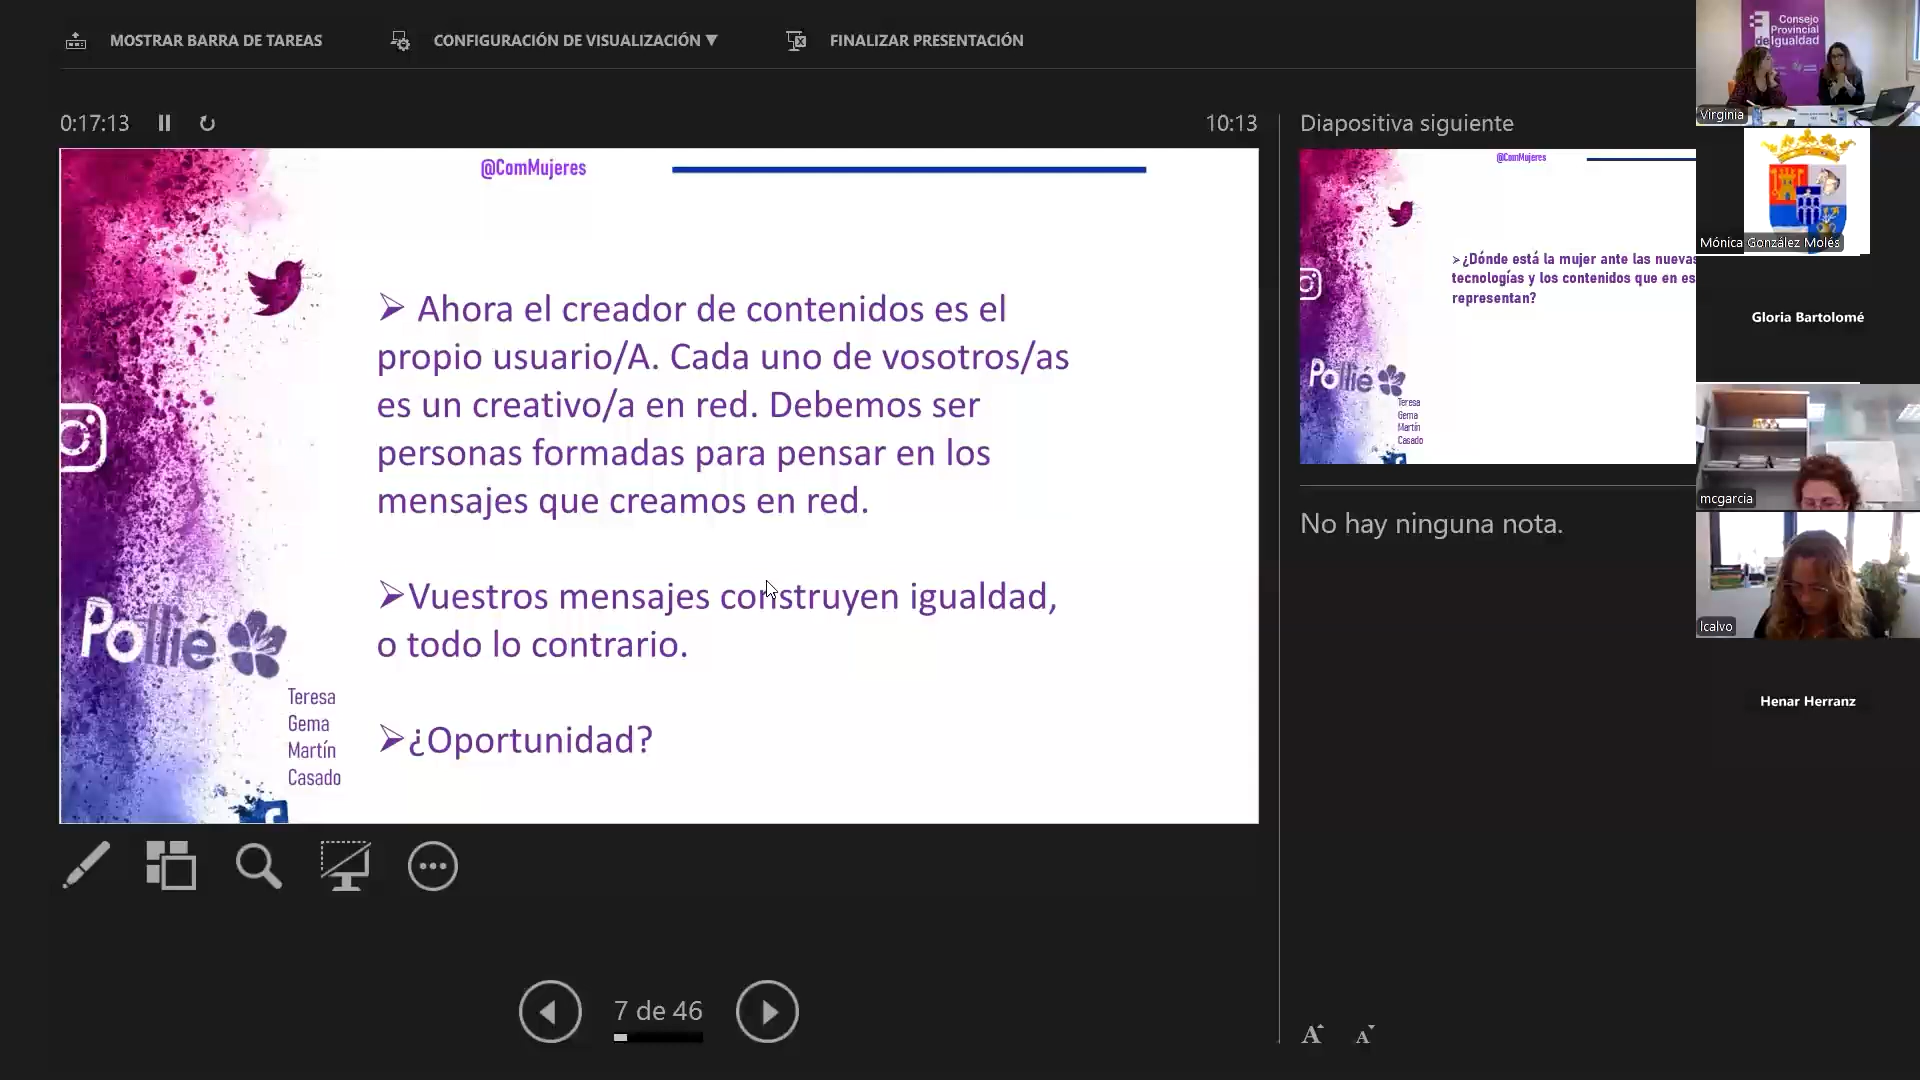 MOSTRAR BARRA DE TAREAS
CONFIGURACIÓN DE VISUALIZACIÓN ▼
FINALIZAR PRESENTACIÓN
0:17:13
10:13
@ComMujeres
➢ Ahora el creador de contenidos es el
propio usuario/A. Cada uno de vosotros/as
es un creativo/a en red. Debemos ser
personas formadas para pensar en los
mensajes que creamos en red.
➢Vuestros mensajes construyen igualdad,
o todo lo contrario.
➢¿Oportunidad?
Pollié
Teresa
Gema
Martín
Casado
7 de 46
Diapositiva siguiente
@ComMujeres
➢¿Dónde está la mujer ante las nuevas
tecnologías y los contenidos que en es
representan?
Pollié
Teresa
Gema
Martín
Casado
No hay ninguna nota.
A A
Consejo
Provincial
de Igualdad
Virginia
Mónica González Molés
Gloria Bartolomé
mcgarcia
lcalvo
Henar Herranz